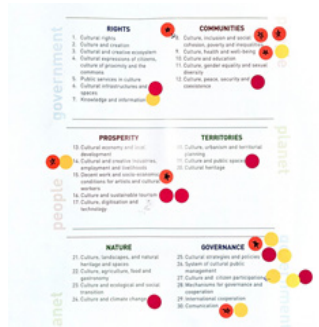 government
people
anet
planet
RIGHTS
1. Cultural rights
2. Culture and creation
3. Cultural and creative ecosystem
4. Cultural expressions of citizens,
culture of proximity and the
commons
5. Public services in culture
6. Cultural infrastructures and
spaces
7. Knowledge and information
COMMUNITIES
8. Culture, inclusion and social
cohesion, poverty and inequalities
9. Culture, health and well-being
10. Culture and education
11. Culture, gender equality and sexual
diversity
12. Culture, peace, security and
coexistence
PROSPERITY
13. Cultural economy and local
development
14. Cultural and creative industries,
employment and livelihoods
15. Decent work and socio-economic
conditions for artists and cultural
workers
16. Culture and sustainable tourism
17. Culture, digitisation and
technology
TERRITORIES
Culture, urbanism and territorial
planning
Culture and public spaces
20. Cultural heritage
NATURE
21. Culture, landscapes, and natural
heritage and spaces
22. Culture, agriculture, food and
gastronomy
23. Culture and ecological and social
transition
24. Culture and climate change
GOVERNANCE
25. Cultural strategies and policies
26. System of cultural public
management
27. Culture and citizen participation
28. Mechanisms for governance and
cooperation
29. International cooperation
30. Comunication